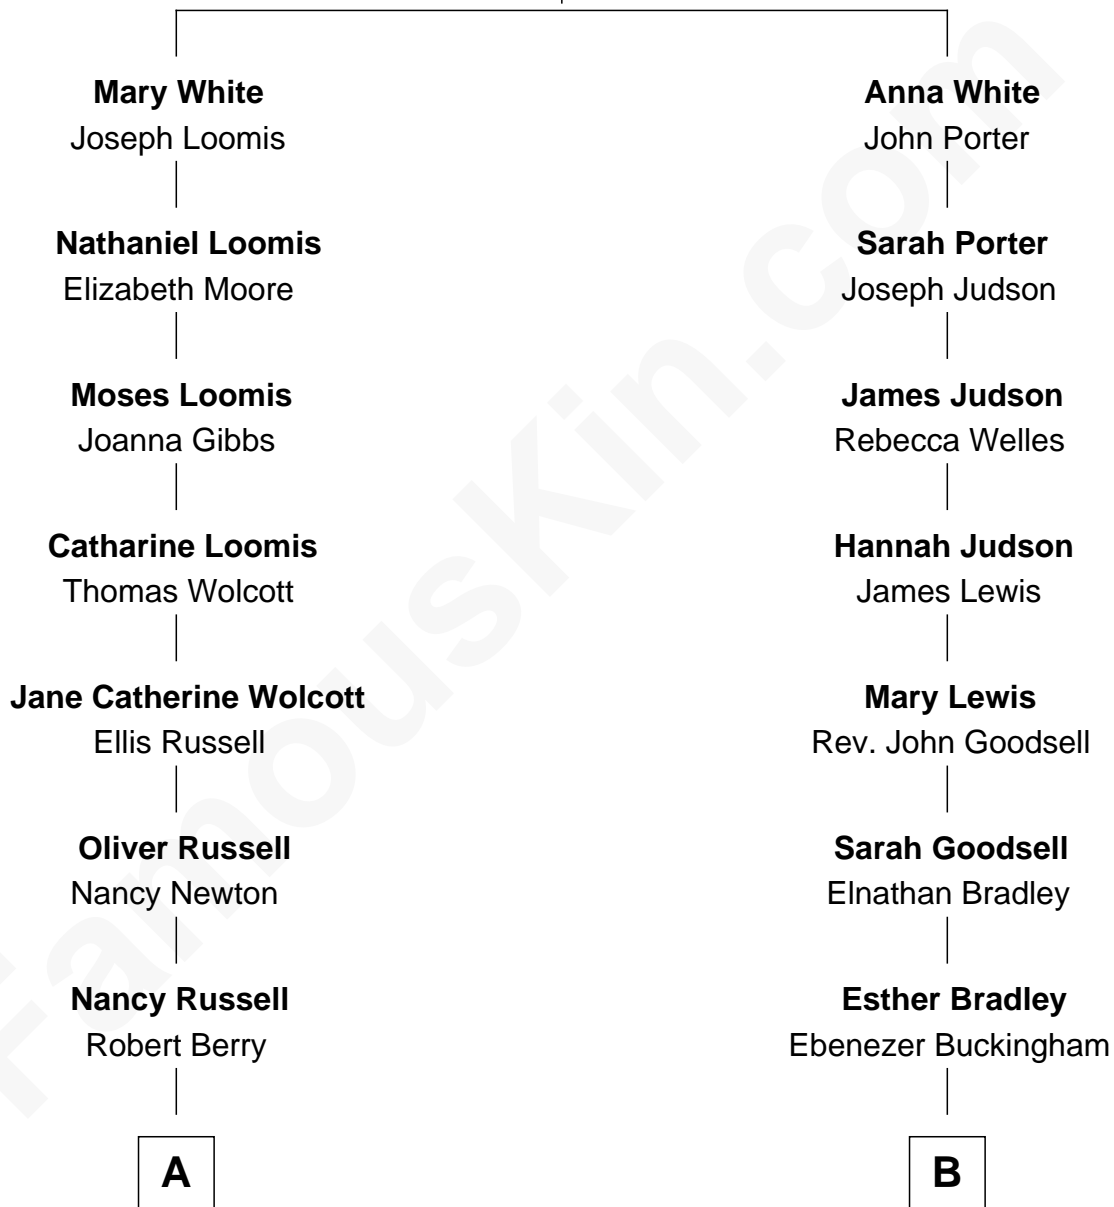 Mary White
Joseph Loomis
Nathaniel Loomis
Elizabeth Moore
Moses Loomis
Joanna Gibbs
Catharine Loomis
Thomas Wolcott
Jane Catherine Wolcott
Ellis Russell
Oliver Russell
Nancy Newton
Nancy Russell
Robert Berry
A
Anna White
John Porter
Sarah Porter
Joseph Judson
James Judson
Rebecca Welles
Hannah Judson
James Lewis
Mary Lewis
Rev. John Goodsell
Sarah Goodsell
Elnathan Bradley
Esther Bradley
Ebenezer Buckingham
B
FamousKin.com